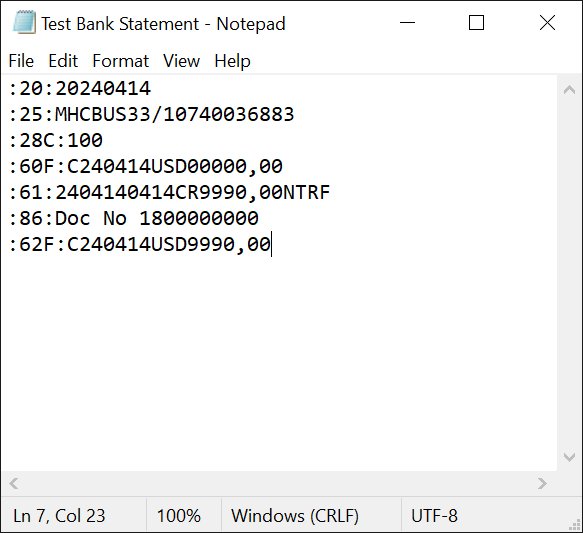 Test Bank Statement - Notepad
File Edit Format View Help
:20:20240414
:25:MHCBUS33/10740036883
:28C:100
:60F:C240414USD00000,00
:61:2404140414CR9990,00NTRF
:86:Doc No 1800000000
:62F:C240414USD9990,00
Ln 7, Col 23 100% Windows (CRLF) UTF-8